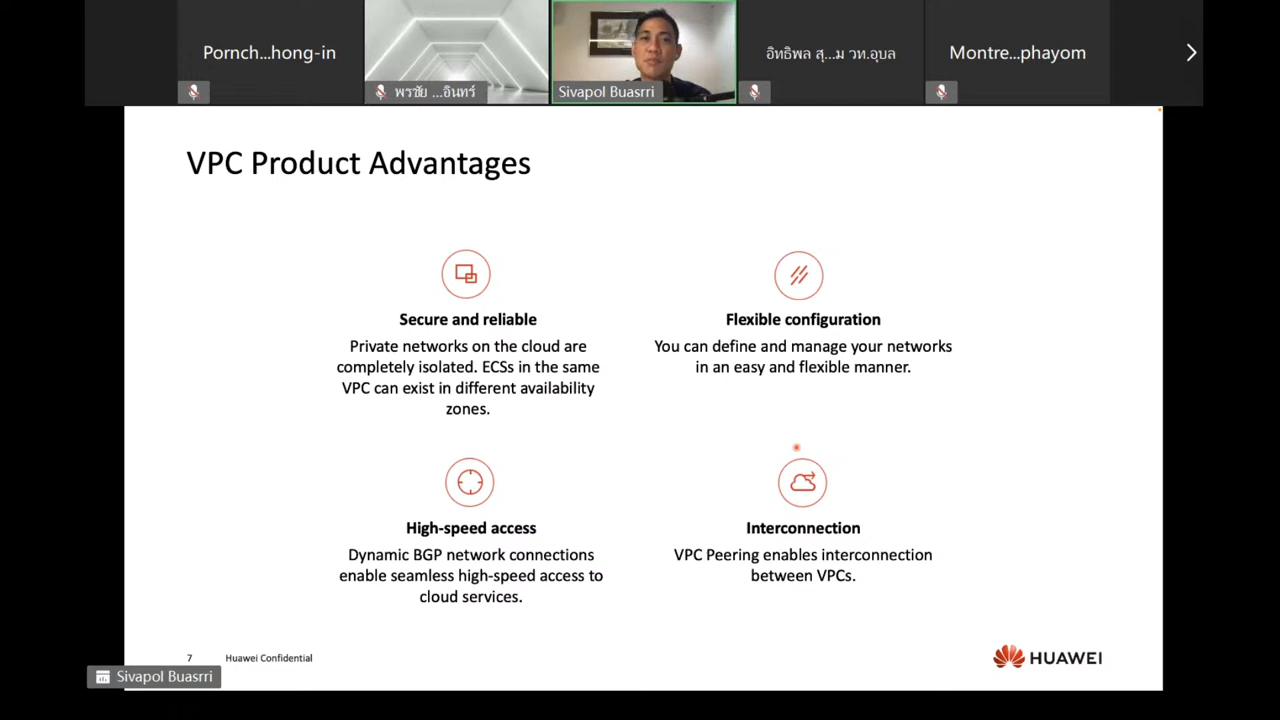 Pornch...hong-in
พรชัย ...อินทร์
Sivapol Buasrri
อิทธิพล สุ...ม วท.อุบล
Montre...phayom
VPC Product Advantages
Secure and reliable
Private networks on the cloud are
completely isolated. ECSs in the same
VPC can exist in different availability
zones.
Flexible configuration
You can define and manage your networks
in an easy and flexible manner.
High-speed access
Dynamic BGP network connections
enable seamless high-speed access to
cloud services.
Interconnection
VPC Peering enables interconnection
between VPCs.
7
Huawei Confidential
HUAWEI
Sivapol Buasrri